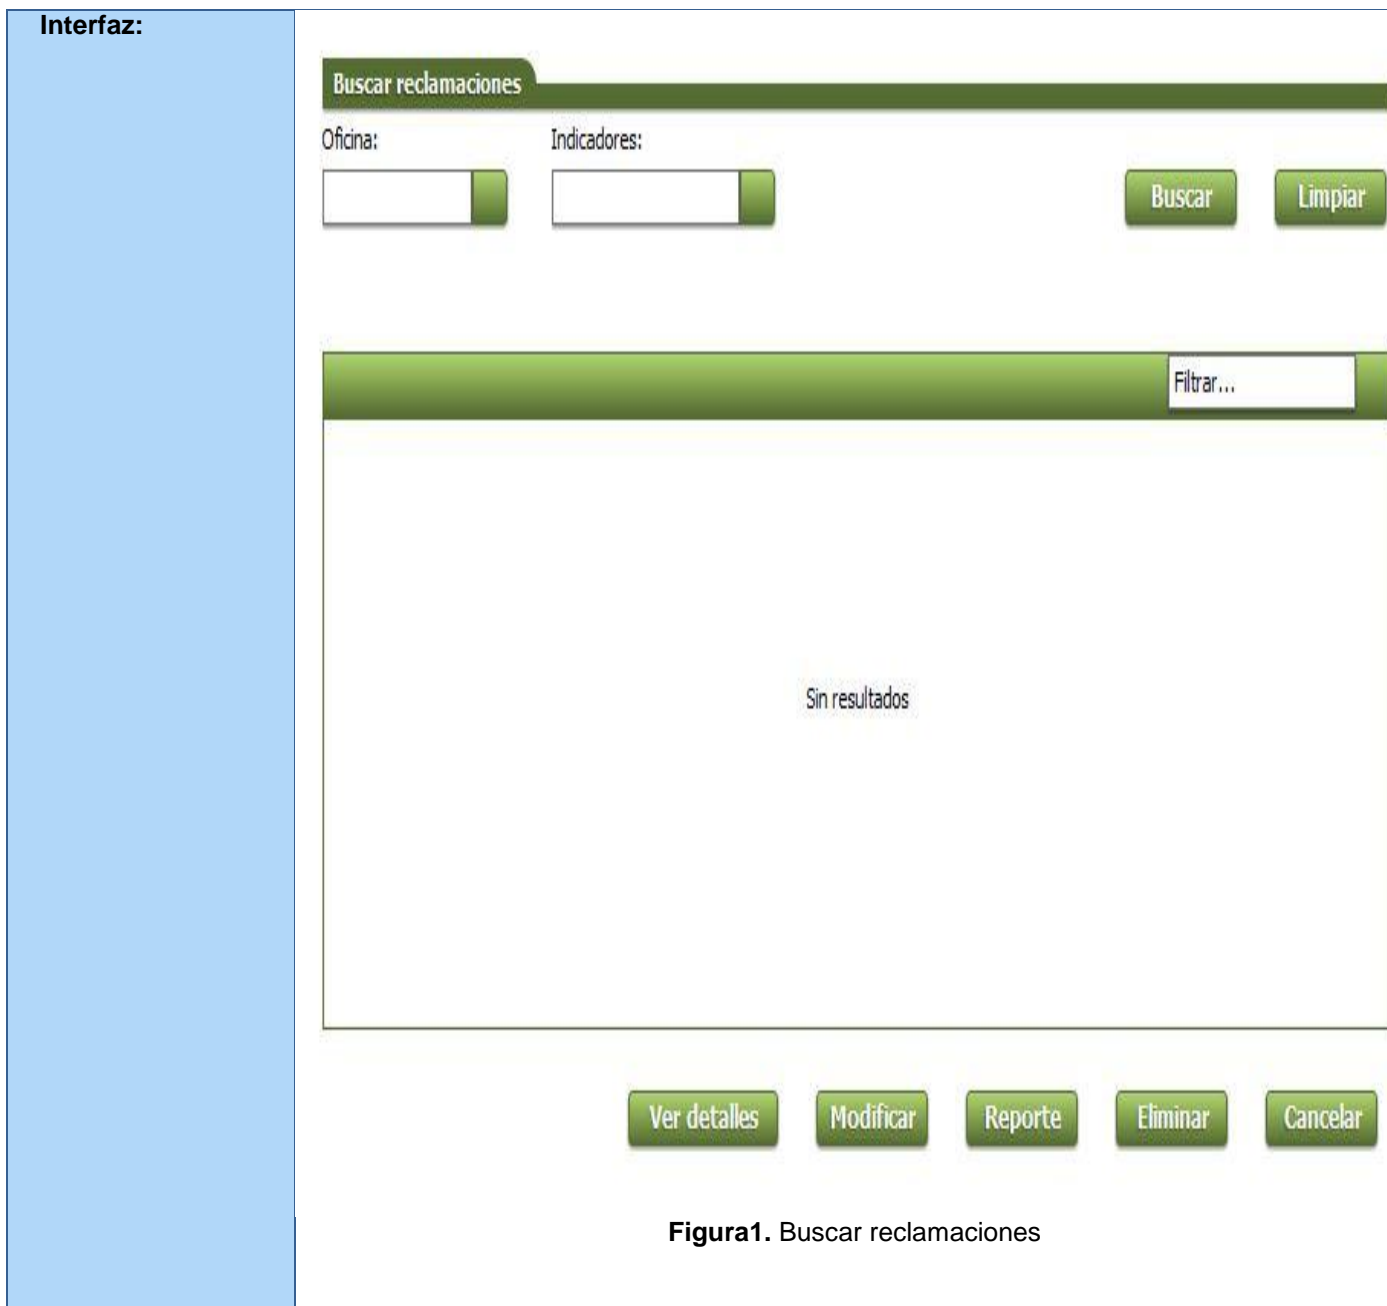 Interfaz:
Buscar reclamaciones
Oficina: Indicadores:
Buscar Limpiar
Filtrar...
Sin resultados
Ver detalles Modificar Reporte Eliminar Cancelar
Figura1. Buscar reclamaciones